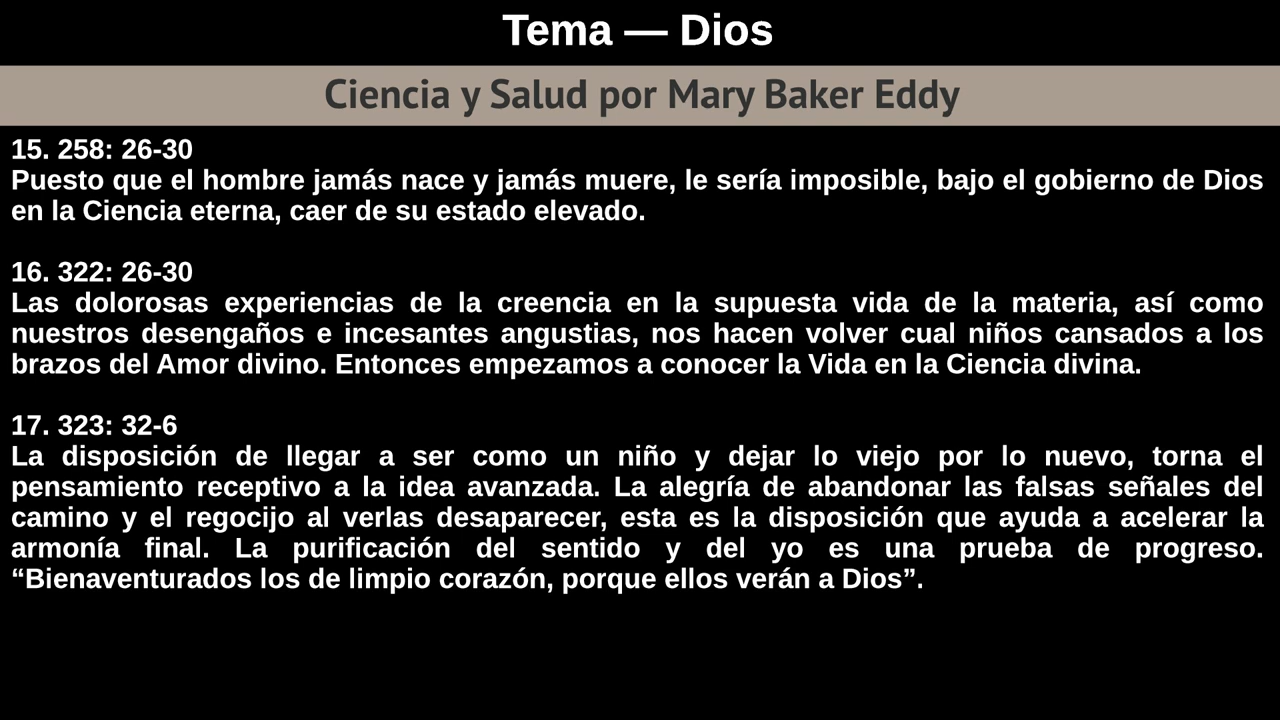 Tema — Dios
Ciencia y Salud por Mary Baker Eddy
15. 258: 26-30
Puesto que el hombre jamás nace y jamás muere, le sería imposible, bajo el gobierno de Dios
en la Ciencia eterna, caer de su estado elevado.
16. 322: 26-30
Las dolorosas experiencias de la creencia en la supuesta vida de la materia, así como
nuestros desengaños e incesantes angustias, nos hacen volver cual niños cansados a los
brazos del Amor divino. Entonces empezamos a conocer la Vida en la Ciencia divina.
17. 323: 32-6
La disposición de llegar a ser como un niño y dejar lo viejo por lo nuevo, torna el
pensamiento receptivo a la idea avanzada. La alegría de abandonar las falsas señales del
camino y el regocijo al verlas desaparecer, esta es la disposición que ayuda a acelerar la
armonía final. La purificación del sentido y del yo es una prueba de progreso.
“Bienaventurados los de limpio corazón, porque ellos verán a Dios”.